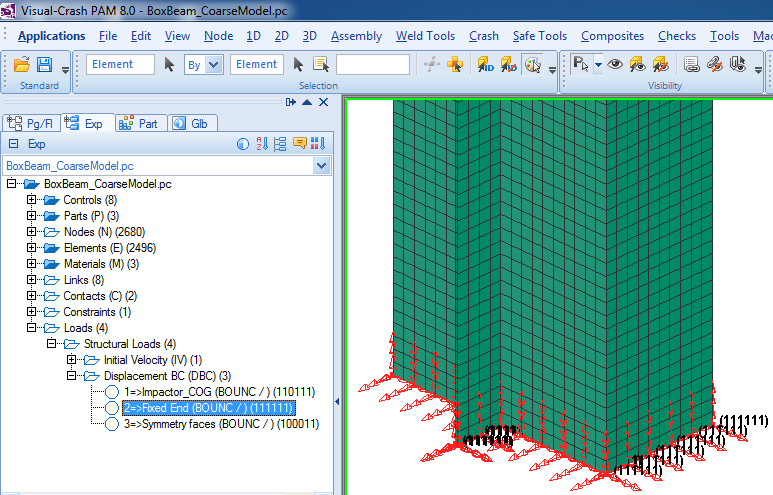 Visual-Crash PAM 8.0 - BoxBeam_CoarseModel.pc
Applications File Edit View Node 1D 2D 3D Assembly Weld Tools Crash Safe Tools Composites Checks Tools Mac
Element By Element
Standard Selection Visibility
Pg/Fl Exp Part Glb
Exp
BoxBeam_CoarseModel.pc
BoxBeam_CoarseModel.pc
Controls (8)
Parts (P) (3)
Nodes (N) (2680)
Elements (E) (2496)
Materials (M) (3)
Links (8)
Contacts (C) (2)
Constraints (1)
Loads (4)
Structural Loads (4)
Initial Velocity (IV) (1)
Displacement BC (DBC) (3)
1=>Impactor_COG (BOUNC / ) (110111)
2=>Fixed End (BOUNC / ) (111111)
3=>Symmetry faces (BOUNC / ) (100011)
(111111)